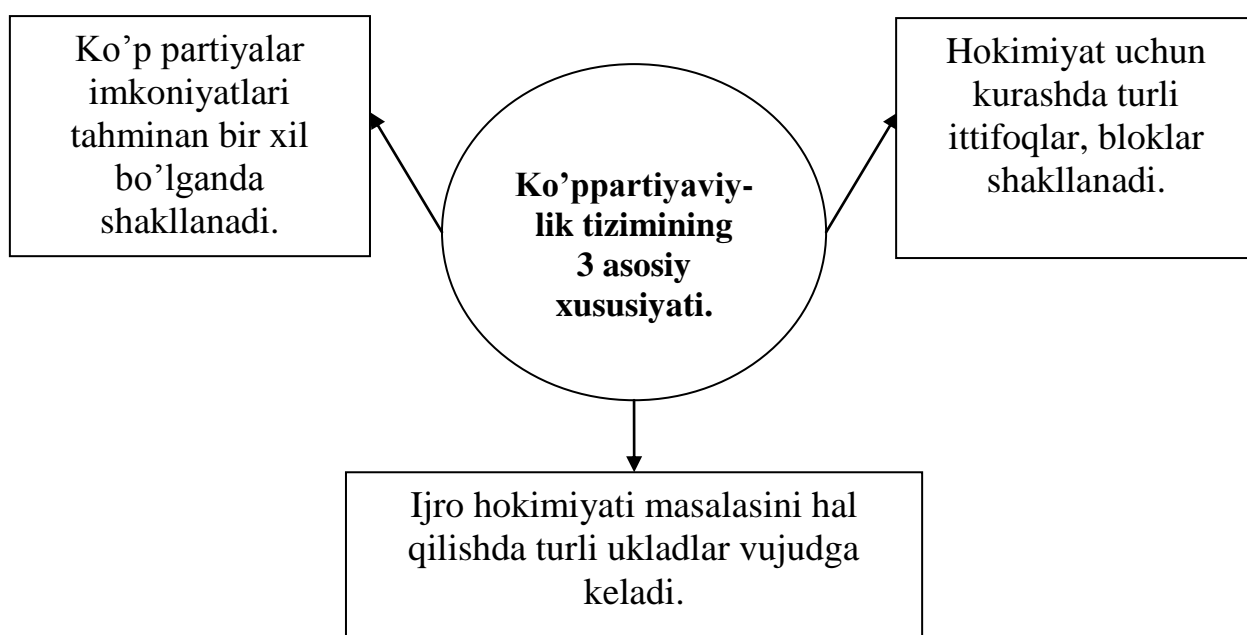 Ko’p partiyalar
imkoniyatlari
tahminan bir xil
bo’lganda
shakllanadi.
Hokimiyat uchun
kurashda turli
ittifoqlar, bloklar
shakllanadi.
Ko’ppartiyaviy-
lik tizimining
3 asosiy
xususiyati.
Ijro hokimiyati masalasini hal
qilishda turli ukladlar vujudga
keladi.